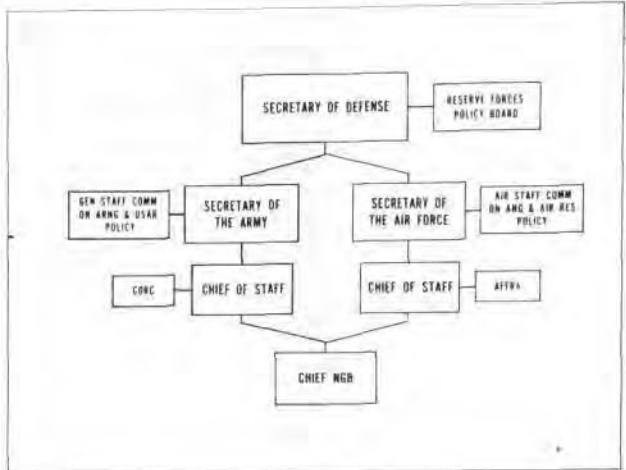 SECRETARY OF DEFENSE
RESERVE FORCES
POLICY BOARD
GEN STAFF COMM
ON ARNG & USAR
POLICY
SECRETARY OF
THE ARMY
SECRETARY OF
THE AIR FORCE
AIR STAFF COMM
ON ANG & AIR RES
POLICY
CHIEF OF STAFF
CHIEF OF STAFF
CHIEF NGB